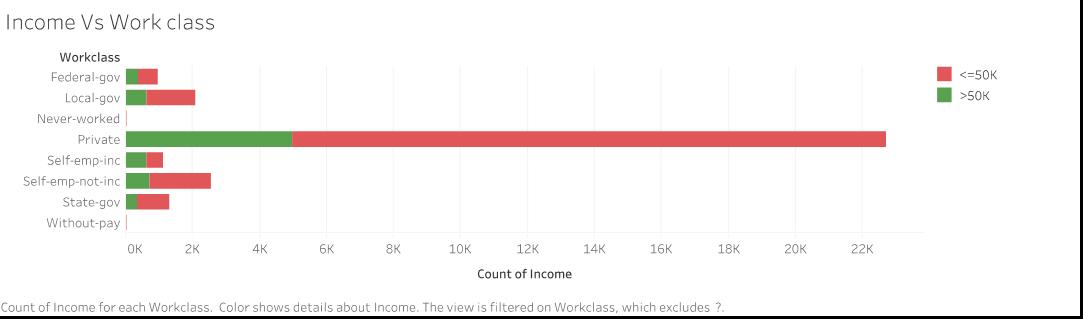 Income Vs Work class
Workclass
Federal-gov
Local-gov
Never-worked
Private
Self-emp-inc
Self-emp-not-inc
State-gov
Without-pay
0K 2K 4K 6K 8K 10K 12K 14K 16K 18K 20K 22K
Count of Income
<=50K
>50K
Count of Income for each Workclass. Color shows details about Income. The view is filtered on Workclass, which excludes ?.